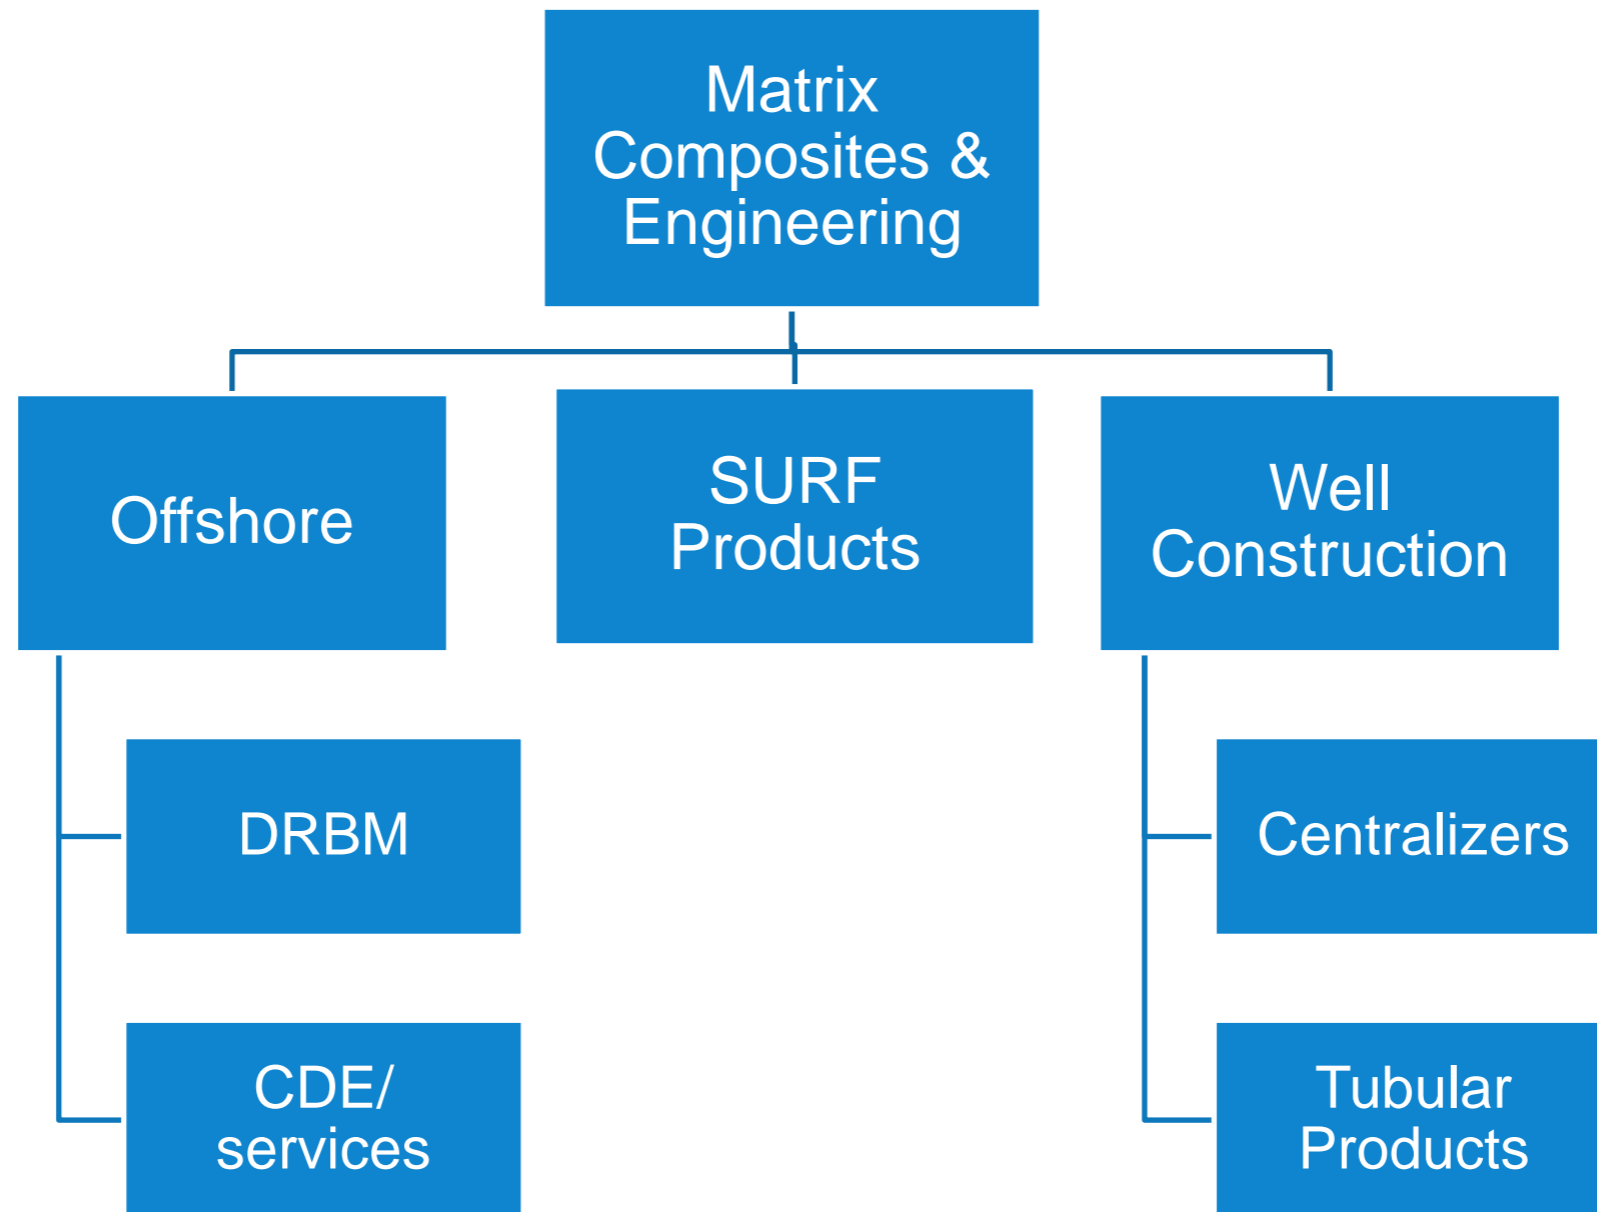 Matrix
Composites &
Engineering
Offshore
SURF
Products
Well
Construction
DRBM
Centralizers
CDE/
services
Tubular
Products